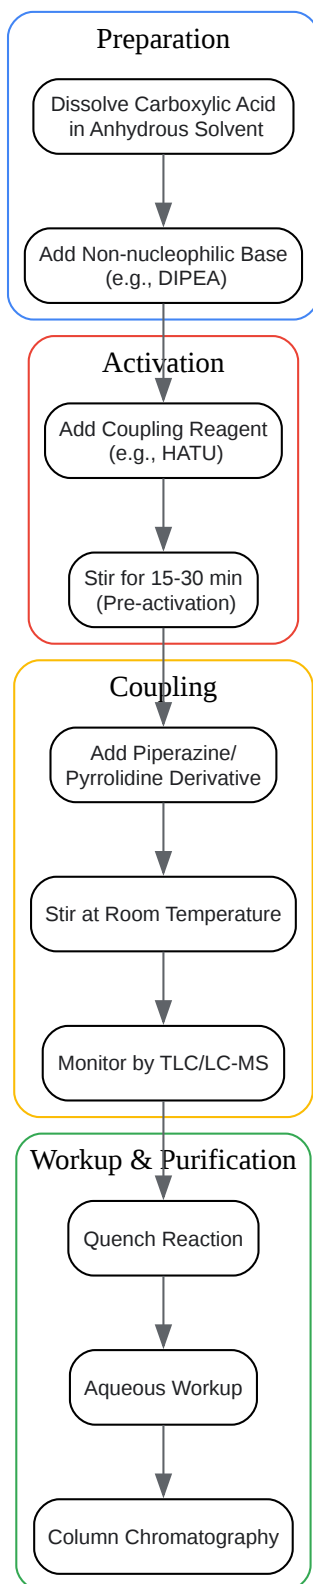 Preparation
Dissolve Carboxylic Acid
in Anhydrous Solvent
Add Non-nucleophilic Base
(e.g., DIPEA)
Activation
Add Coupling Reagent
(e.g., HATU)
Stir for 15-30 min
(Pre-activation)
Coupling
Add Piperazine/
Pyrrolidine Derivative
Stir at Room Temperature
Monitor by TLC/LC-MS
Workup & Purification
Quench Reaction
Aqueous Workup
Column Chromatography